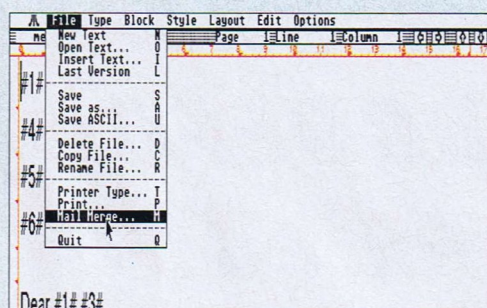 File Type Block Style Layout Edit Options
me Page 1 Line 1 Column 1
New Text N
Open Text... O
Insert Text... I
Last Version L
Save S
Save as... A
Save ASCII... U
Delete File... D
Copy File... C
Rename File... R
Printer Type... T
Print... P
Mail Merge... M
Quit Q
#1#
#4#
#5#
#6#
Dear #1# #3#